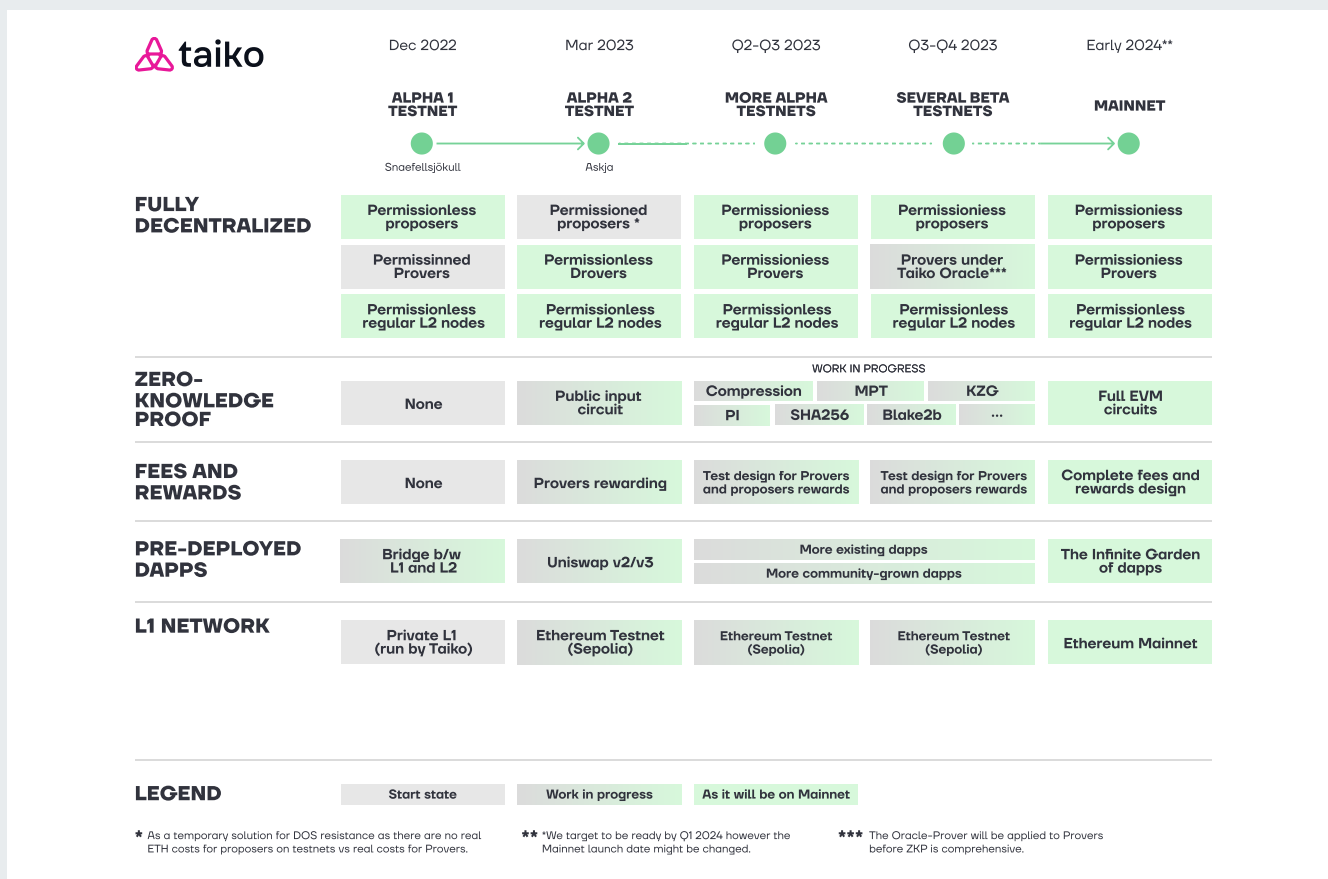 taiko
Dec 2022
Mar 2023
Q2-Q3 2023
Q3-Q4 2023
Early 2024**
ALPHA 1
TESTNET
ALPHA 2
TESTNET
MORE ALPHA
TESTNETS
SEVERAL BETA
TESTNETS
MAINNET
Snaefellsjökull
Askja
FULLY
DECENTRALIZED
Permissionless
proposers
Permissioned
proposers *
Permissioniess
proposers
Permissioniess
proposers
Permissioniess
proposers
Permissinned
Provers
Permissionless
Drovers
Permissioniess
Provers
Provers under
Taiko Oracle***
Permissioniess
Provers
Permissionless
regular L2 nodes
Permissionless
regular L2 nodes
Permissionless
regular L2 nodes
Permissionless
regular L2 nodes
Permissionless
regular L2 nodes
ZERO-
KNOWLEDGE
PROOF
None
Public input
circuit
WORK IN PROGRESS
Compression
MPT
KZG
PI
SHA256
Blake2b
...
Full EVM
circuits
FEES AND
REWARDS
None
Provers rewarding
Test design for Provers
and proposers rewards
Test design for Provers
and proposers rewards
Complete fees and
rewards design
PRE-DEPLOYED
DAPPS
Bridge b/w
L1 and L2
Uniswap v2/v3
More existing dapps
More community-grown dapps
The Infinite Garden
of dapps
L1 NETWORK
Private L1
(run by Taiko)
Ethereum Testnet
(Sepolia)
Ethereum Testnet
(Sepolia)
Ethereum Testnet
(Sepolia)
Ethereum Mainnet
LEGEND
Start state
Work in progress
As it will be on Mainnet
* As a temporary solution for DOS resistance as there are no real
ETH costs for proposers on testnets vs real costs for Provers.
** *We target to be ready by Q1 2024 however the
Mainnet launch date might be changed.
*** The Oracle-Prover will be applied to Provers
before ZKP is comprehensive.